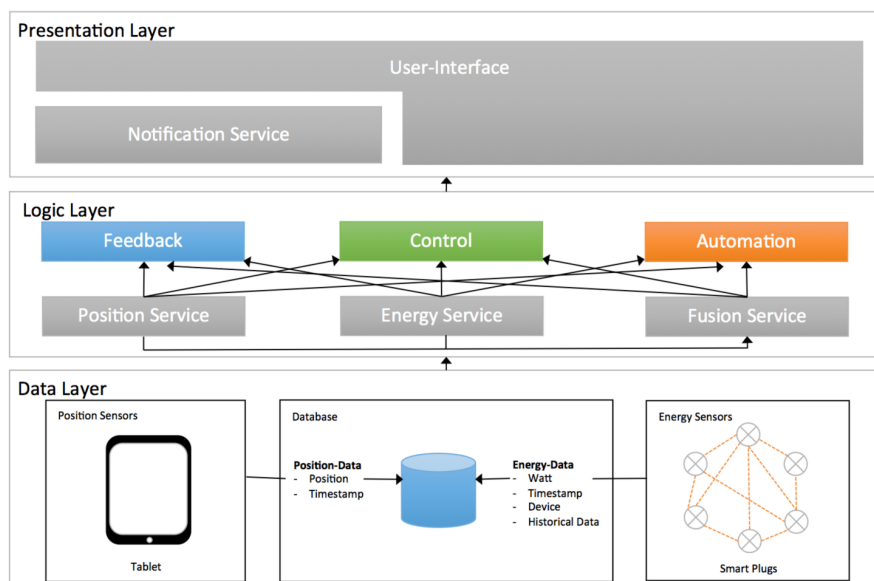 Presentation Layer
User-Interface
Notification Service
Logic Layer
Feedback
Control
Automation
Position Service
Energy Service
Fusion Service
Data Layer
Position Sensors
Database
Energy Sensors
Position-Data
- Position
- Timestamp
Energy-Data
- Watt
- Timestamp
- Device
- Historical Data
Tablet
Smart Plugs